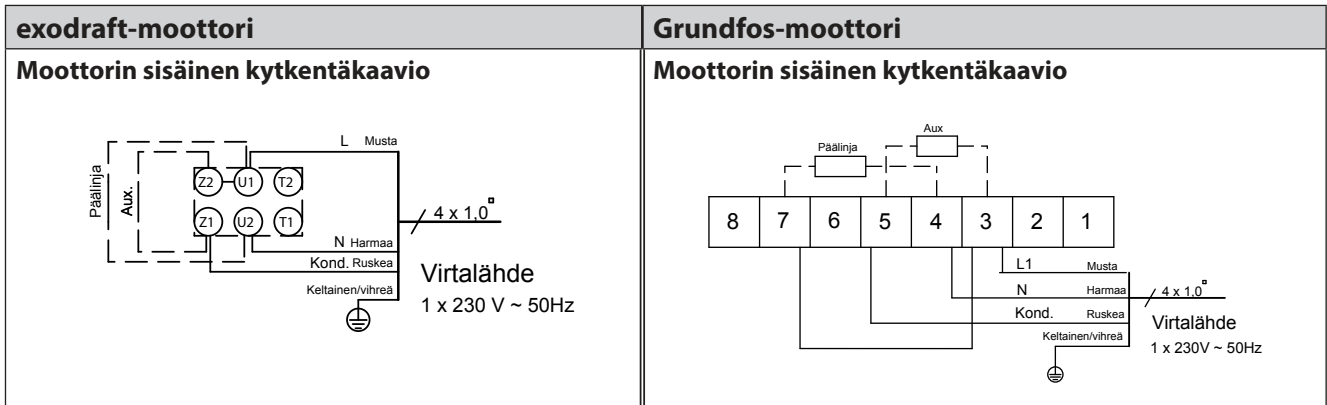 exodraft-moottori
Moottorin sisäinen kytkentäkaavio
L Musta
Päälinja
Aux.
Z2 U1 T2
Z1 U2 T1
4 x 1,0
N Harmaa
Kond. Ruskea
Keltainen/vihreä
Virtalähde
1 x 230 V ~ 50Hz
Grundfos-moottori
Moottorin sisäinen kytkentäkaavio
Aux
Päälinja
8 7 6 5 4 3 2 1
L1 Musta
N Harmaa
4 x 1,0
Kond. Ruskea
Virtalähde
Keltainen/vihreä
1 x 230V ~ 50Hz